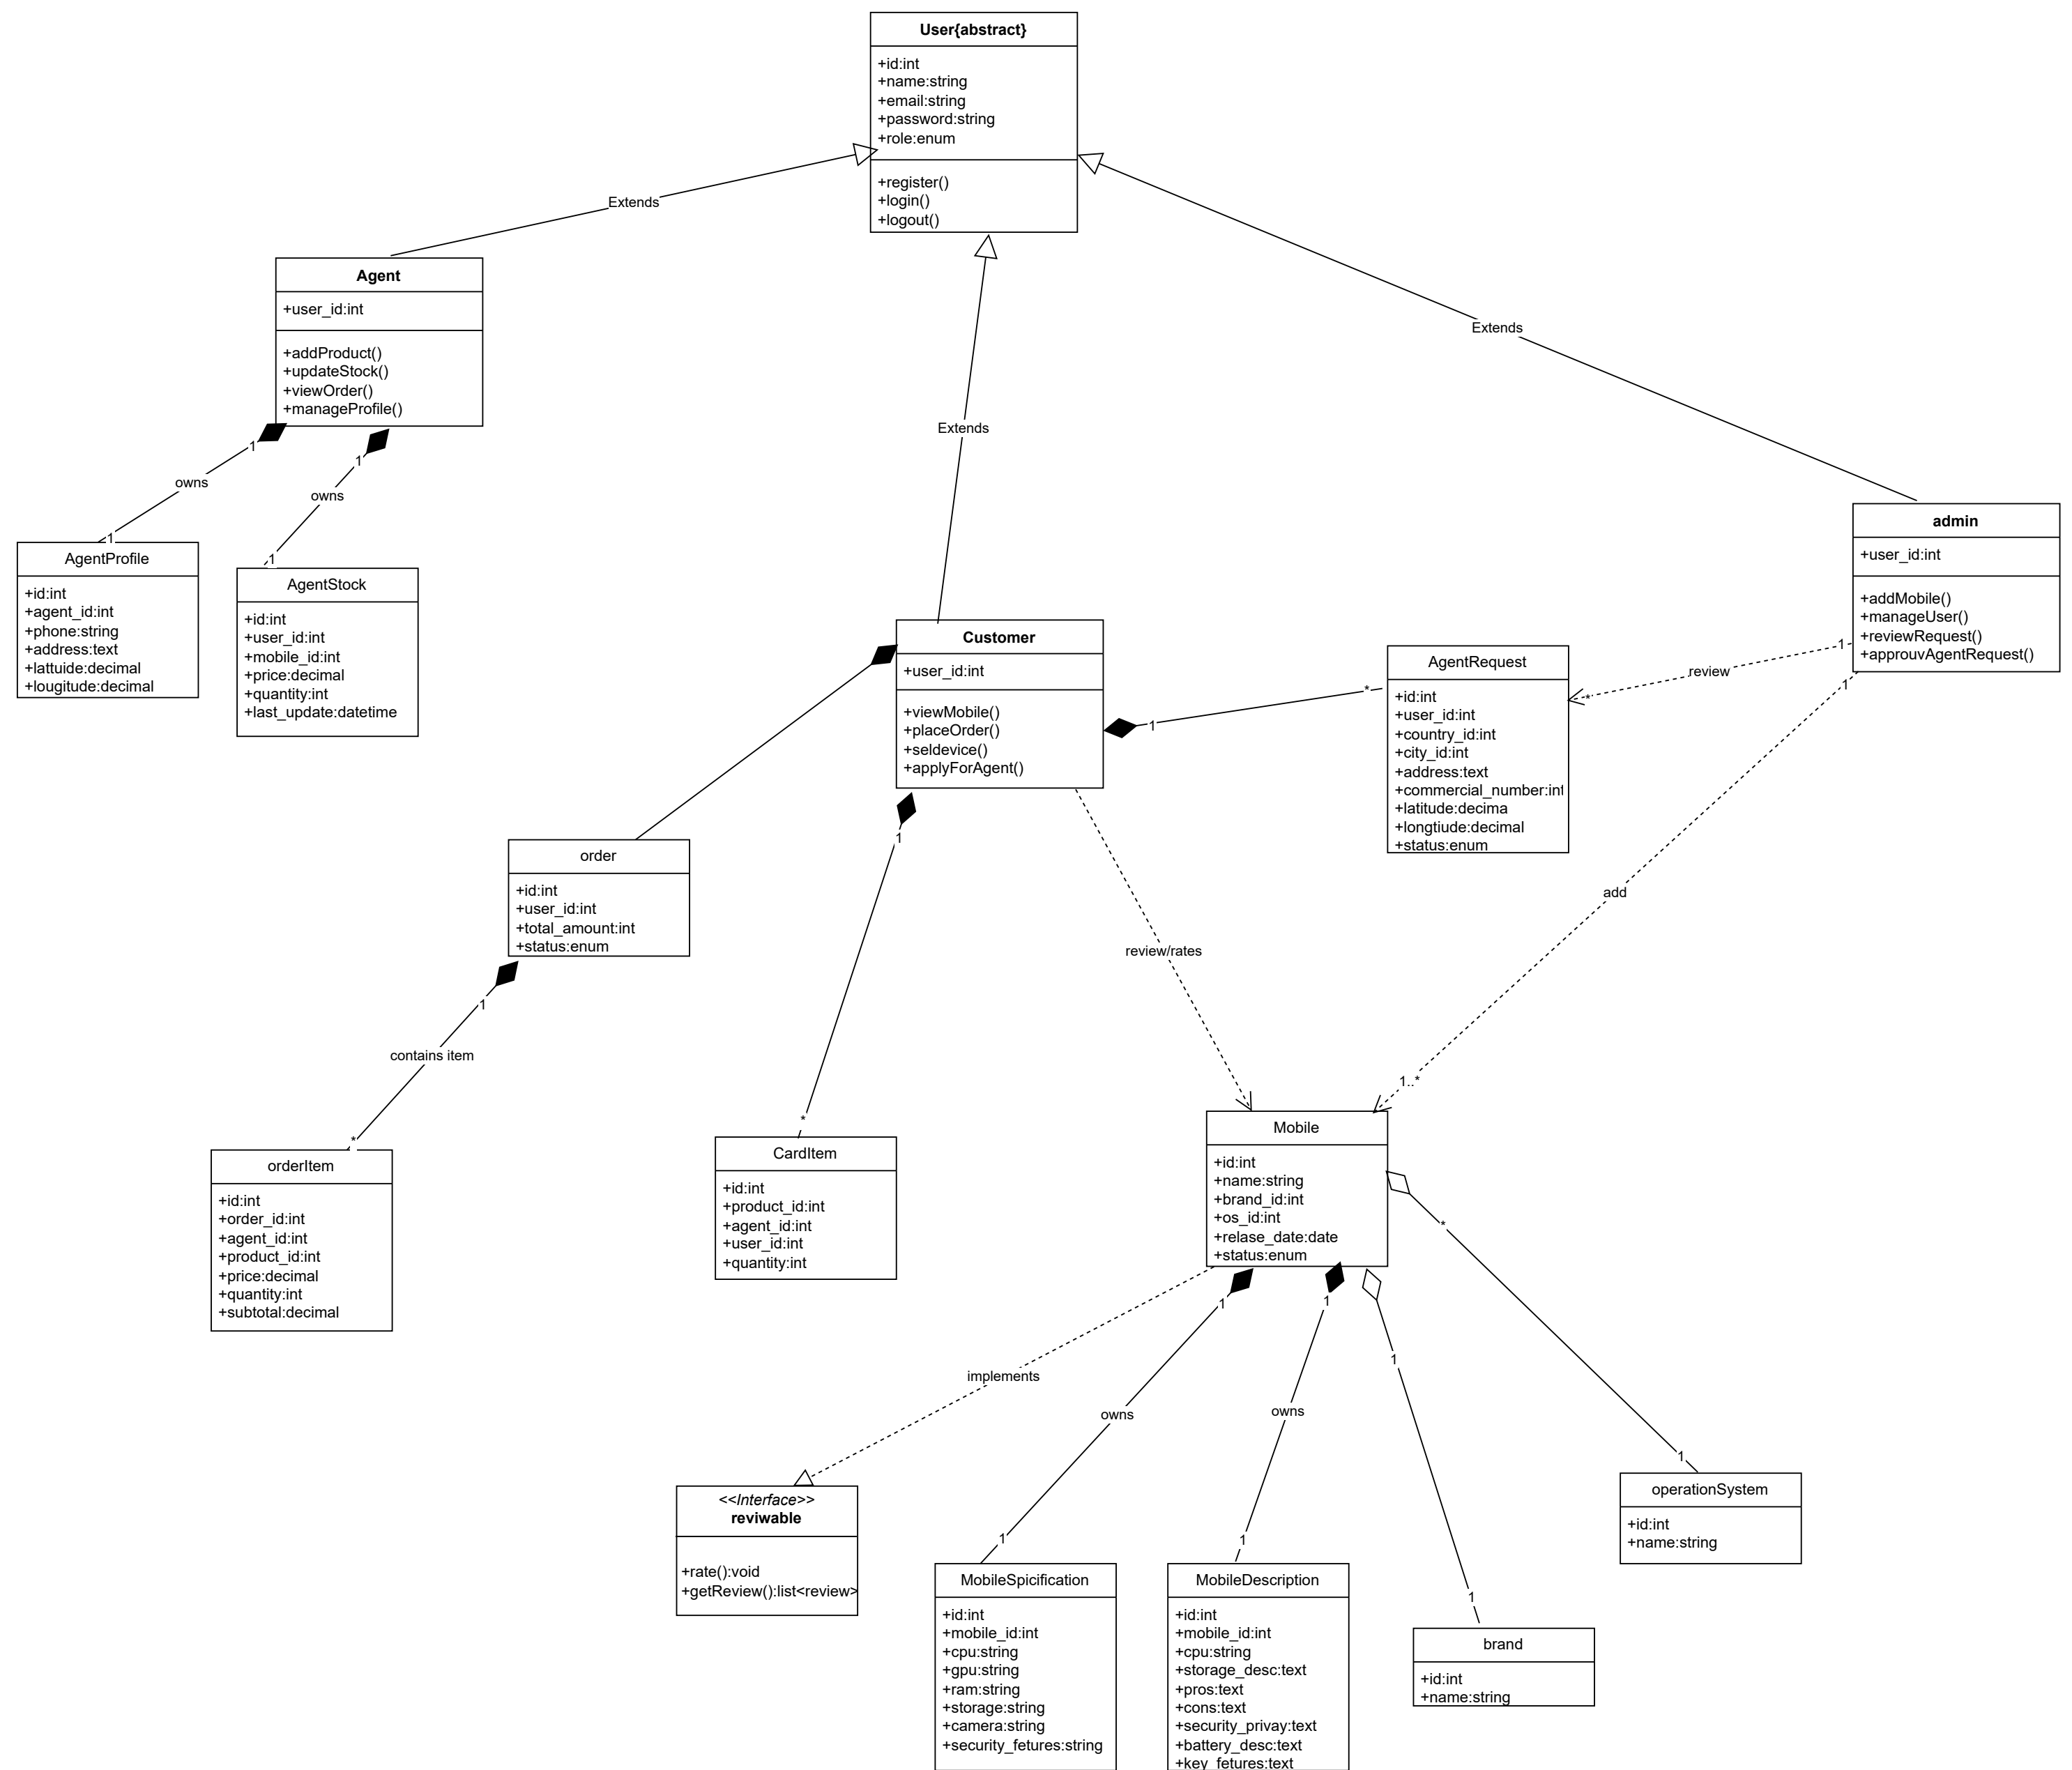 User{abstract}
+id:int
+name:string
+email:string
+password:string
+role:enum
+register()
+login()
+logout()
Extends
Extends
Extends
Agent
+user_id:int
+addProduct()
+updateStock()
+viewOrder()
+manageProfile()
1
owns
1
1
owns
1
AgentProfile
+id:int
+agent_id:int
+phone:string
+address:text
+lattuide:decimal
+lougitude:decimal
AgentStock
+id:int
+user_id:int
+mobile_id:int
+price:decimal
+quantity:int
+last_update:datetime
admin
+user_id:int
+addMobile()
+manageUser()
+reviewRequest()
+approuvAgentRequest()
1
review
*
1
add
1..*
Customer
+user_id:int
+viewMobile()
+placeOrder()
+seldevice()
+applyForAgent()
1
*
AgentRequest
+id:int
+user_id:int
+country_id:int
+city_id:int
+address:text
+commercial_number:int
+latitude:decima
+longtiude:decimal
+status:enum
order
+id:int
+user_id:int
+total_amount:int
+status:enum
1
contains item
*
orderItem
+id:int
+order_id:int
+agent_id:int
+product_id:int
+price:decimal
+quantity:int
+subtotal:decimal
1
*
CardItem
+id:int
+product_id:int
+agent_id:int
+user_id:int
+quantity:int
review/rates
Mobile
+id:int
+name:string
+brand_id:int
+os_id:int
+relase_date:date
+status:enum
implements
<<Interface>>
reviwable
+rate():void
+getReview():list<review>
1
owns
1
MobileSpicification
+id:int
+mobile_id:int
+cpu:string
+gpu:string
+ram:string
+storage:string
+camera:string
+security_fetures:string
1
owns
1
MobileDescription
+id:int
+mobile_id:int
+cpu:string
+storage_desc:text
+pros:text
+cons:text
+security_privay:text
+battery_desc:text
+key_fetures:text
1
1
brand
+id:int
+name:string
*
1
operationSystem
+id:int
+name:string